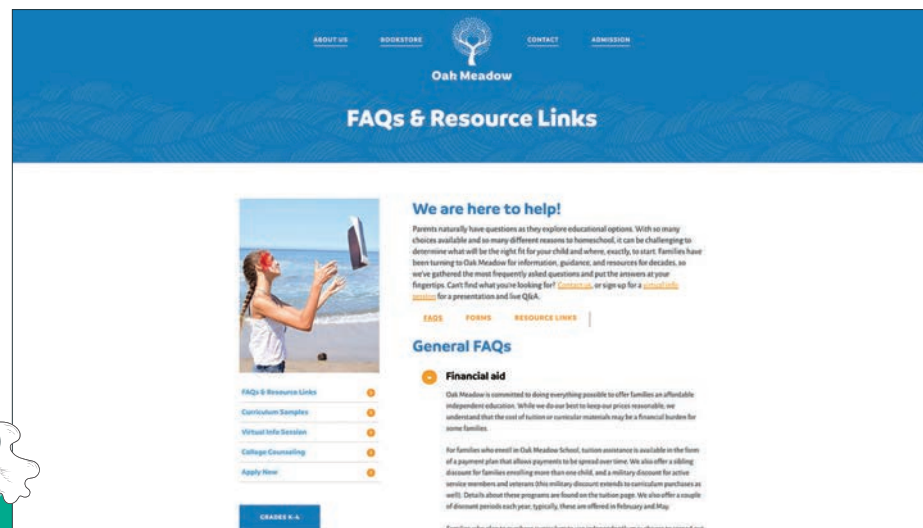 ABOUT US
BOOKSTORE
CONTACT
ADMISSION
Oak Meadow
FAQs & Resource Links
FAQs & Resource Links
Curriculum Samples
Virtual Info Session
College Counseling
Apply Now
GRADES K-4
We are here to help!
Parents naturally have questions as they explore educational options. With so many
choices available and so many different reasons to homeschool, it can be challenging to
determine what will be the right fit for your child and where, exactly, to start. Families have
been turning to Oak Meadow for information, guidance, and resources for decades, so
we've gathered the most frequently asked questions and put the answers at your
fingertips. Can't find what you're looking for? Contact us, or sign up for a virtual info
session for a presentation and live Q&A.
FAQS
FORMS
RESOURCE LINKS
General FAQs
Financial aid
Oak Meadow is committed to doing everything possible to offer families an affordable
independent education. While we do our best to keep our prices reasonable, we
understand that the cost of tuition or curricular materials may be a financial burden for
some families.
For families who enroll in Oak Meadow School, tuition assistance is available in the form
of a payment plan that allows payments to be spread over time. We also offer a sibling
discount for families enrolling more than one child, and a military discount for active
service members and veterans (this military discount extends to curriculum purchases as
well). Details about these programs are found on the tuition page. We also offer a couple
of discount periods each year, typically, these are offered in February and May.